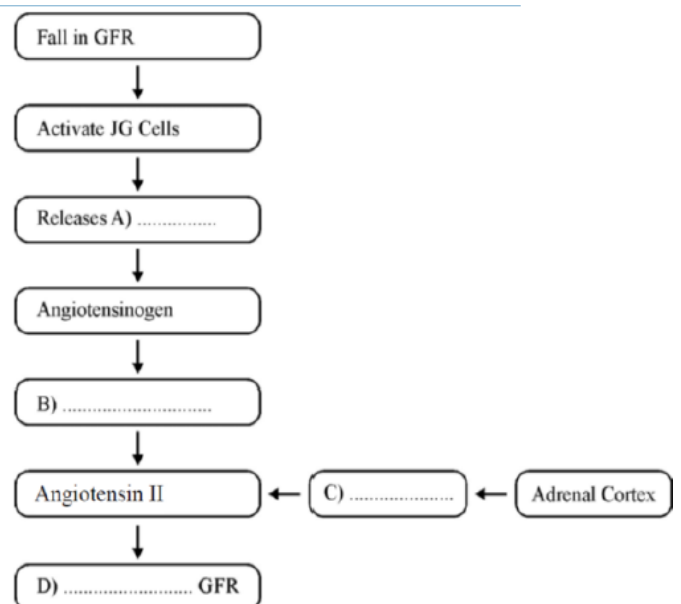 Fall in GFR
Activate JG Cells
Releases A) ................
Angiotensinogen
B) ..............................
Angiotensin II
C) .....................
Adrenal Cortex
D) .......................... GFR